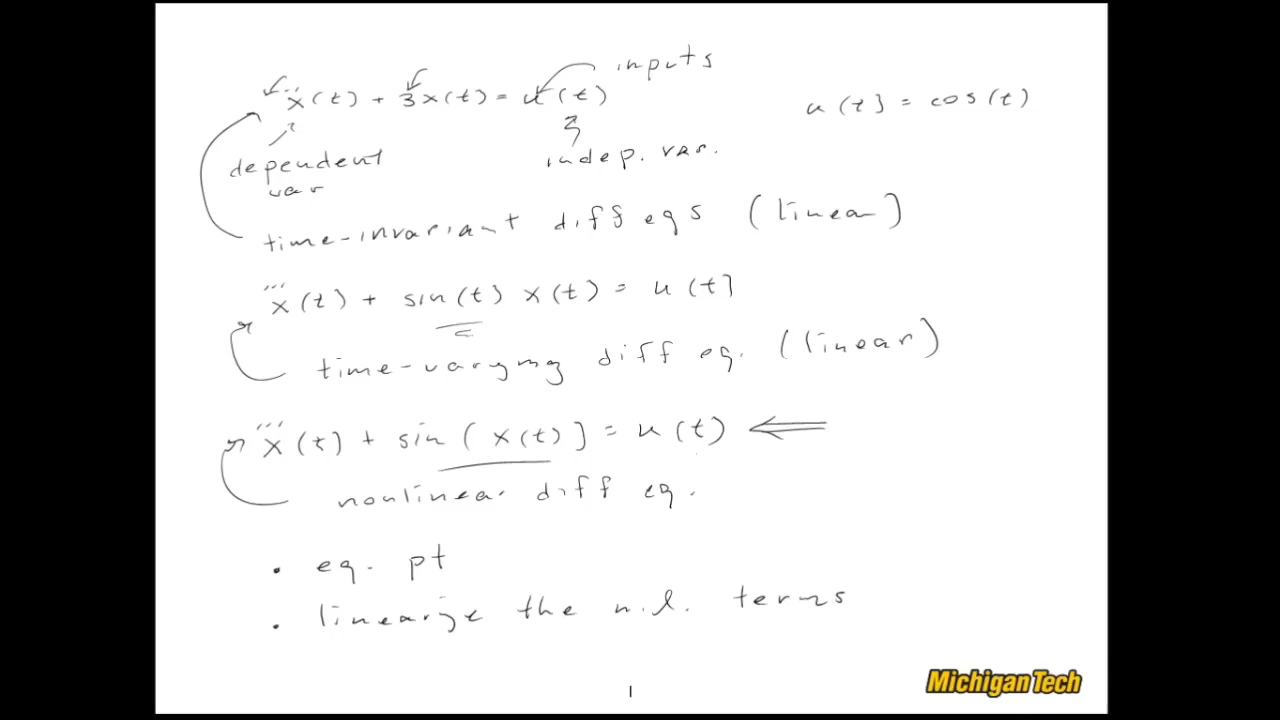 inputs
ẍ(t) + 3x(t) = u(t)
u(t) = cos(t)
dependent
var
indep. var.
time-invariant diff eqs (linear)
x⃛(t) + sin(t) x(t) = u(t)
time-varying diff eq. (linear)
x⃛(t) + sin(x(t)) = u(t)
nonlinear diff eq.
• eq. pt
• linearize the n.l. terms
Michigan Tech
1